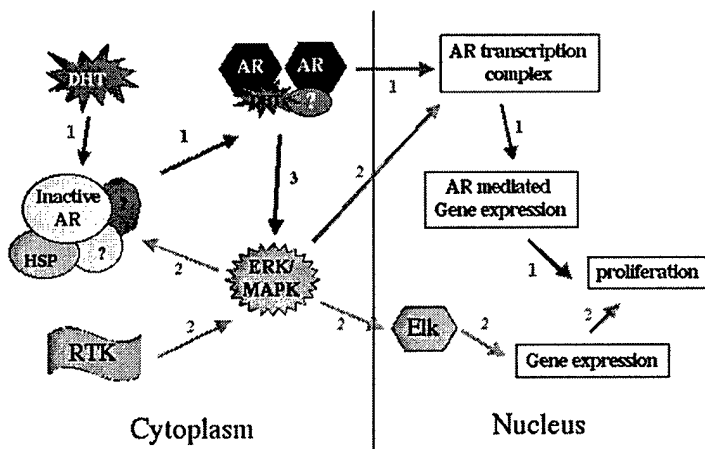 DHT
1
Inactive
AR
?
HSP
?
1
AR
AR
?
1
3
2
ERK/
MAPK
2
RTK
2
2
AR transcription
complex
1
AR mediated
Gene expression
1
proliferation
2
Elk
2
Gene expression
Cytoplasm
Nucleus